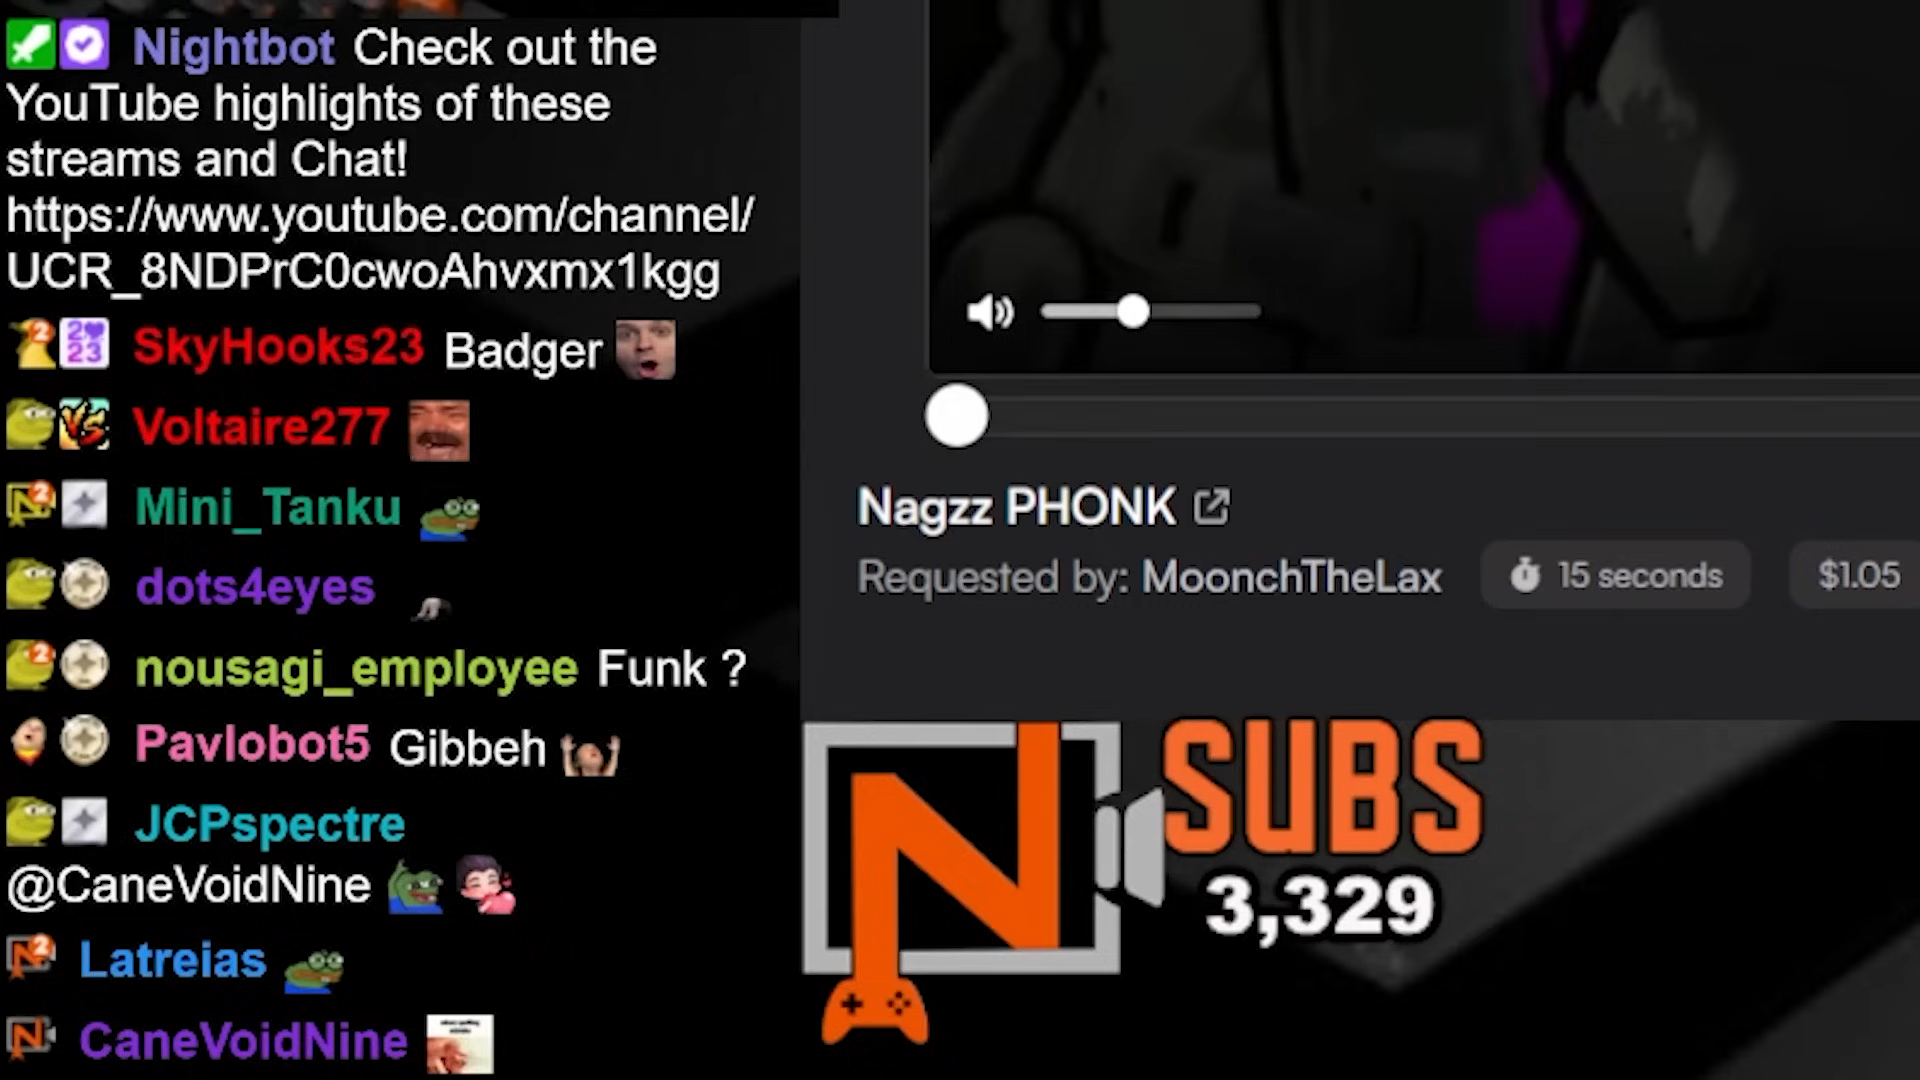 Nightbot Check out the
YouTube highlights of these
streams and Chat!
https://www.youtube.com/channel/
UCR_8NDPrC0cwoAhvxmx1kgg
SkyHooks23 Badger
Voltaire277
Mini_Tanku
dots4eyes
nousagi_employee Funk ?
Pavlobot5 Gibbeh
JCPspectre
@CaneVoidNine
Latreias
CaneVoidNine
Nagzz PHONK
Requested by: MoonchTheLax 15 seconds $1.05
SUBS
3,329